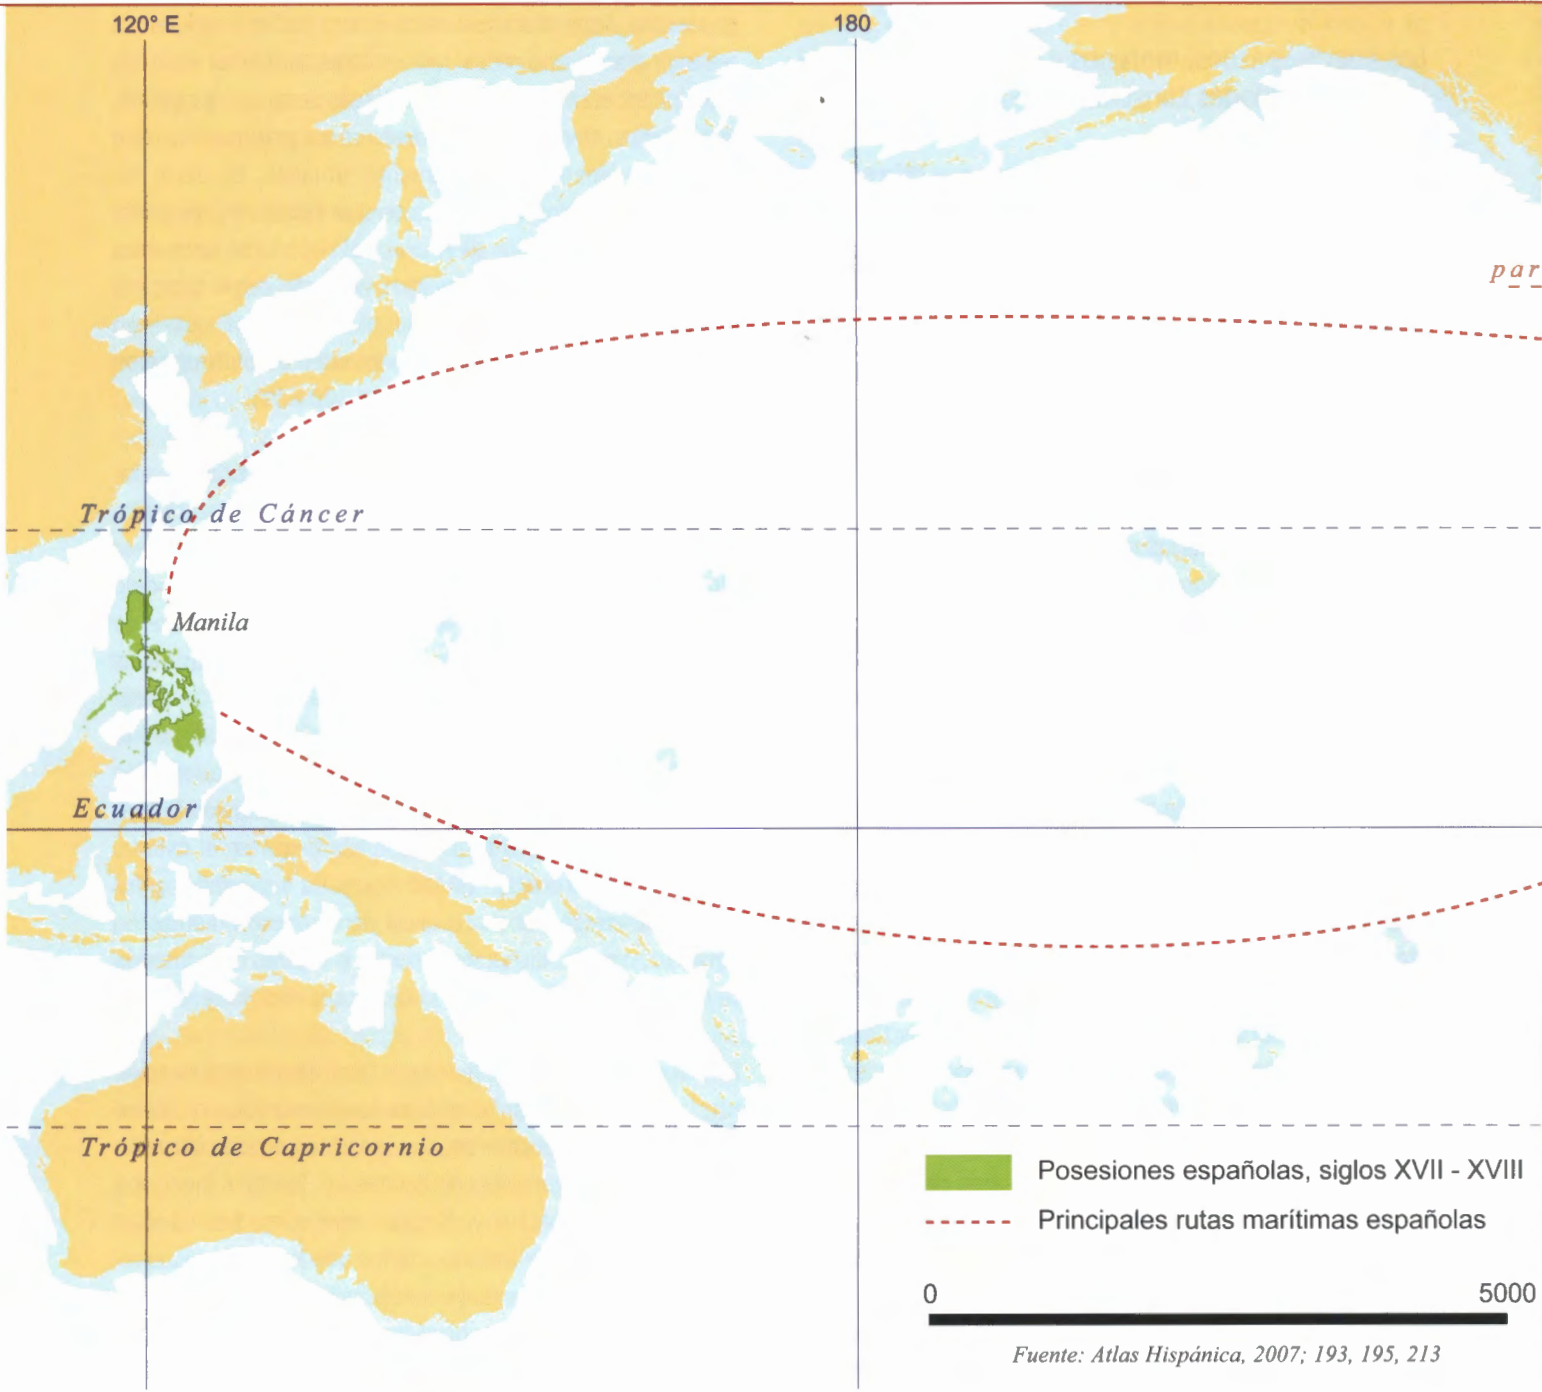 120° E
180
par
Trópico de Cáncer
Manila
Ecuador
Trópico de Capricornio
Posesiones españolas, siglos XVII - XVIII
Principales rutas marítimas españolas
0
5000
Fuente: Atlas Hispánica, 2007; 193, 195, 213